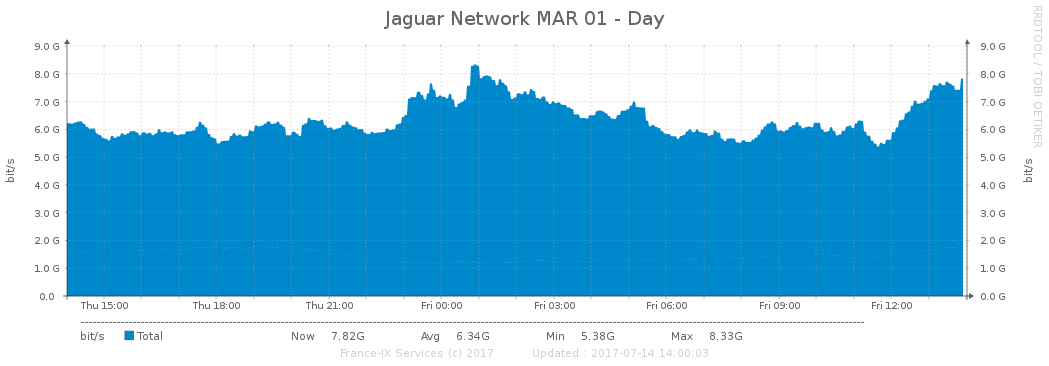 Jaguar Network MAR 01 - Day
RRDTOOL / TOBI OETIKER
bit/s
9.0 G 9.0 G
8.0 G 8.0 G
7.0 G 7.0 G
6.0 G 6.0 G
5.0 G 5.0 G
4.0 G 4.0 G
3.0 G 3.0 G
2.0 G 2.0 G
1.0 G 1.0 G
0.0 0.0 G
bit/s
Thu 15:00 Thu 18:00 Thu 21:00 Fri 00:00 Fri 03:00 Fri 06:00 Fri 09:00 Fri 12:00
bit/s Total Now 7.82G Avg 6.34G Min 5.38G Max 8.33G
France-IX Services (c) 2017 Updated : 2017-07-14 14:00:03